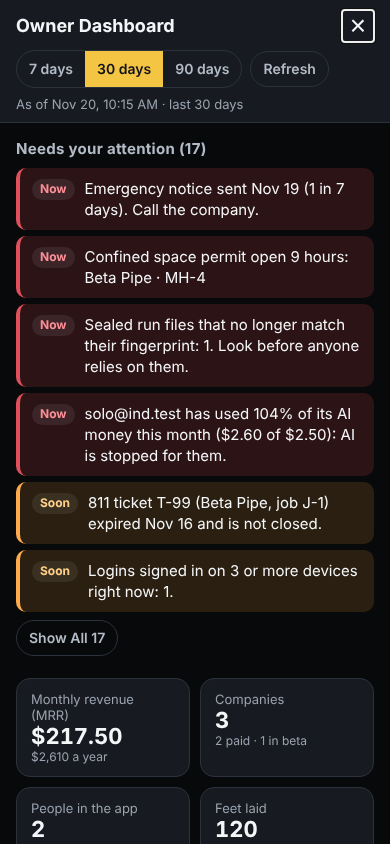 Owner Dashboard
7 days
30 days
90 days
Refresh
As of Nov 20, 10:15 AM · last 30 days
Needs your attention (17)
Now
Emergency notice sent Nov 19 (1 in 7
days). Call the company.
Now
Confined space permit open 9 hours:
Beta Pipe · MH-4
Now
Sealed run files that no longer match
their fingerprint: 1. Look before anyone
relies on them.
Now
solo@ind.test has used 104% of its AI
money this month ($2.60 of $2.50): AI
is stopped for them.
Soon
811 ticket T-99 (Beta Pipe, job J-1)
expired Nov 16 and is not closed.
Soon
Logins signed in on 3 or more devices
right now: 1.
Show All 17
Monthly revenue
(MRR)
$217.50
$2,610 a year
Companies
3
2 paid · 1 in beta
People in the app
2
Feet laid
120